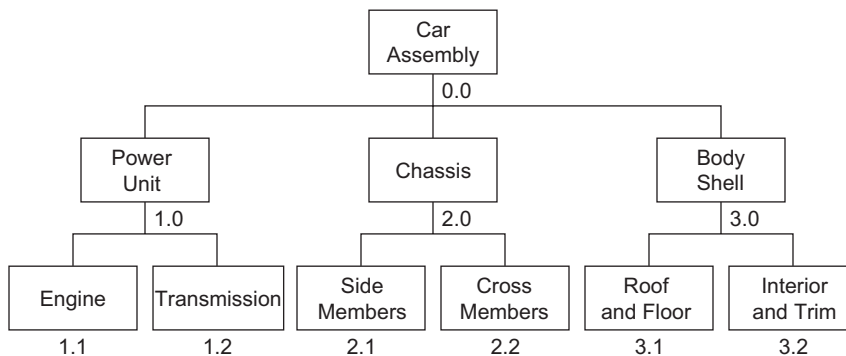 Car
Assembly
0.0
Power
Unit
Chassis
Body
Shell
1.0
2.0
3.0
Engine
Transmission
Side
Members
Cross
Members
Roof
and Floor
Interior
and Trim
1.1
1.2
2.1
2.2
3.1
3.2